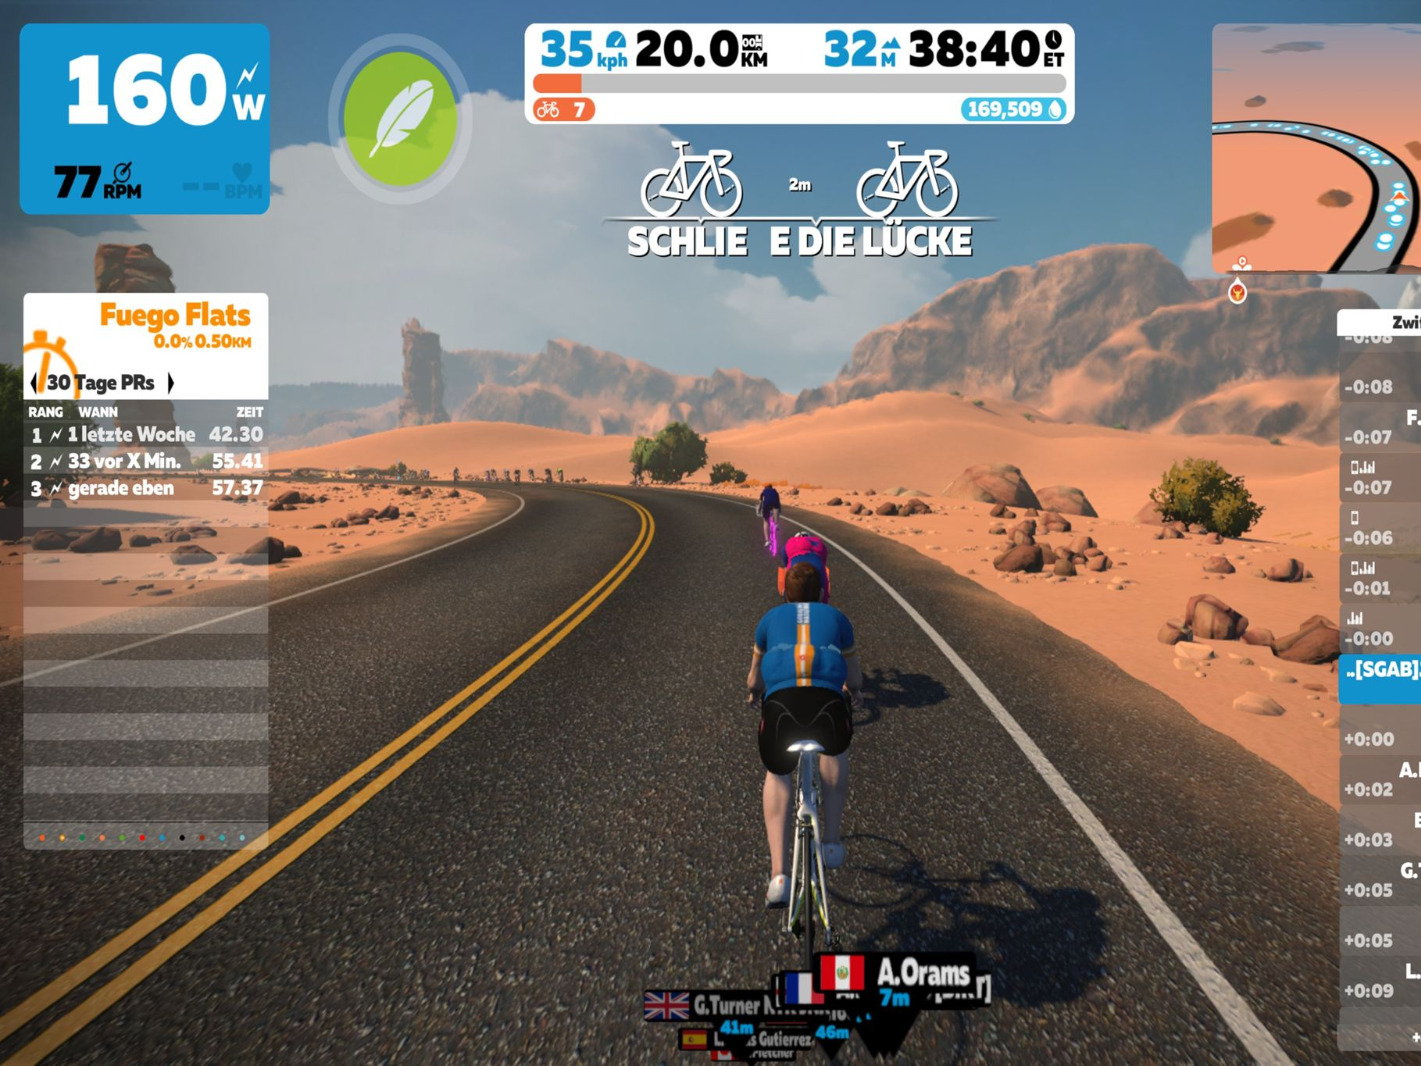 160 W
77 RPM -- BPM
35 kph 20.0 KM 32 M 38:40 ET
7 169,509
2m
SCHLIE E DIE LÜCKE
Fuego Flats
0.0% 0.50KM
30 Tage PRs
RANG WANN ZEIT
1 1 letzte Woche 42.30
2 33 vor X Min. 55.41
3 gerade eben 57.37
-0:08
-0:08
F.
-0:07
-0:07
-0:06
-0:01
-0:00
..[SGAB]
+0:00
+0:02
+0:03
G.
+0:05
+0:05
L.
+0:09
A.Orams
7m
G.Turner
41m 46m
Gutierrez